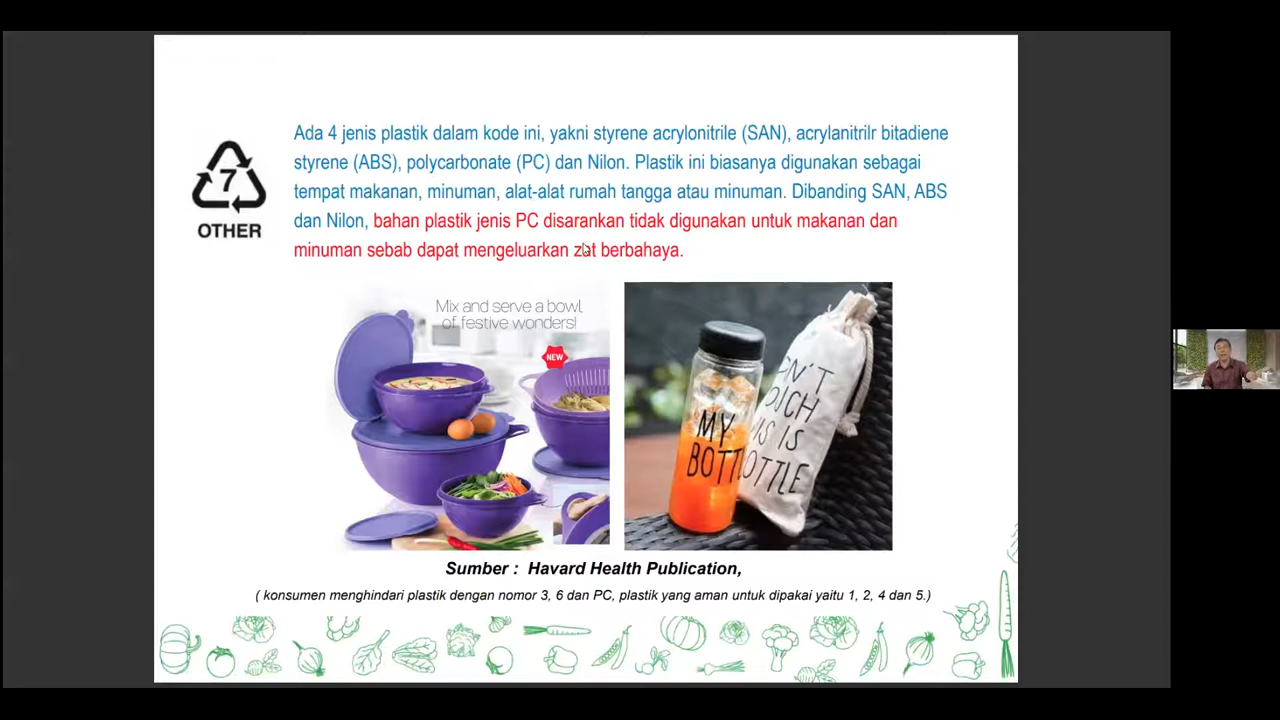 Ada 4 jenis plastik dalam kode ini, yakni styrene acrylonitrile (SAN), acrylanitrilr bitadiene
styrene (ABS), polycarbonate (PC) dan Nilon. Plastik ini biasanya digunakan sebagai
tempat makanan, minuman, alat-alat rumah tangga atau minuman. Dibanding SAN, ABS
dan Nilon, bahan plastik jenis PC disarankan tidak digunakan untuk makanan dan
minuman sebab dapat mengeluarkan zat berbahaya.
7
OTHER
Mix and serve a bowl
of festive wonders!
NEW
MY
BOTT
N'T
OUCH
IS IS
OTTLE
Sumber : Havard Health Publication,
( konsumen menghindari plastik dengan nomor 3, 6 dan PC, plastik yang aman untuk dipakai yaitu 1, 2, 4 dan 5.)